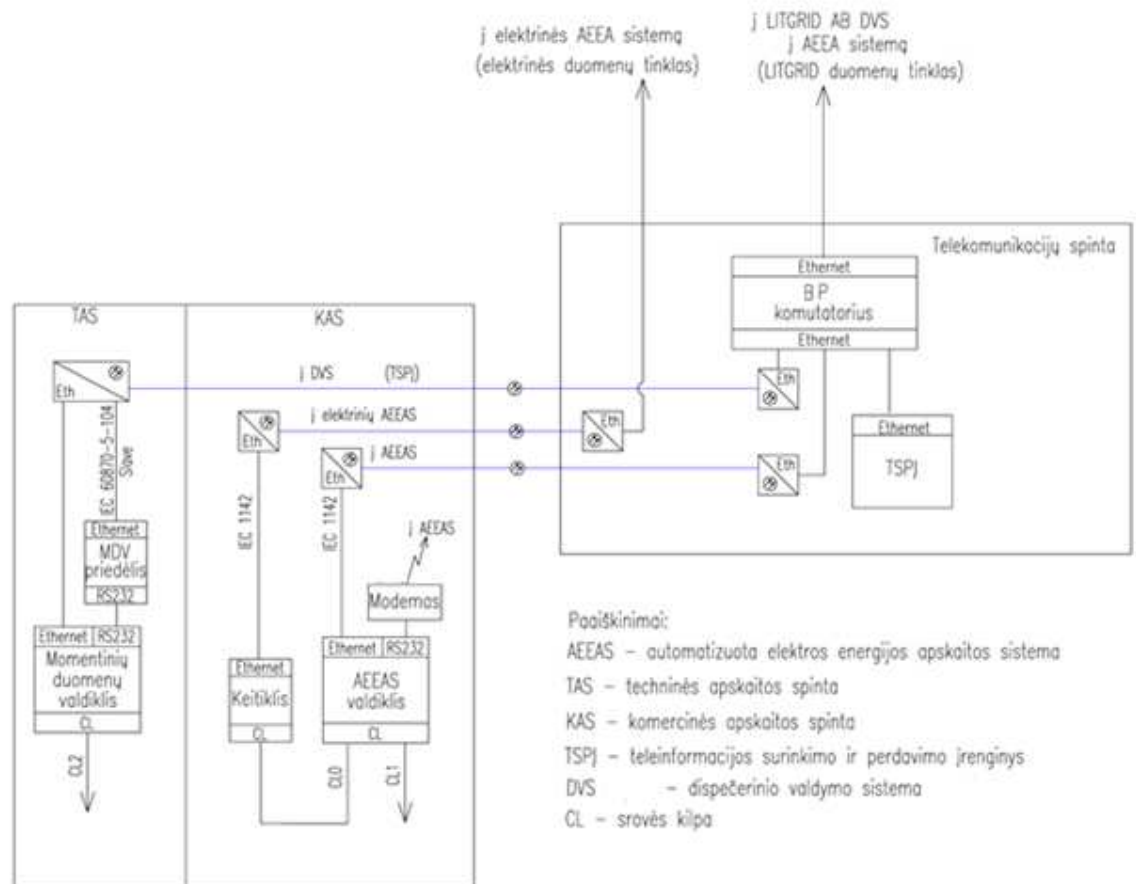 į elektrinės AEEA sistemą
(elektrinės duomenų tinklas)
į LITGRID AB DVS
į AEEA sistemą
(LITGRID duomenų tinklas)
Telekomunikacijų spinta
Ethernet
B P
komutatorius
Ethernet
Eth
Eth
Eth
Ethernet
TSPĮ
TAS
KAS
Eth
į DVS (TSPĮ)
į elektrinių AEEAS
Eth
į AEEAS
Eth
IEC 60870-5-104
Slave
IEC 1142
IEC 1142
į AEEAS
Ethernet
MDV
priedėlis
RS232
Modemas
Ethernet RS232
Momentinių
duomenų
valdiklis
CL
Ethernet
Keitiklis
CL
Ethernet RS232
AEEAS
valdiklis
CL
CL2
CL0
CL1
Paaiškinimai:
AEEAS – automatizuota elektros energijos apskaitos sistema
TAS – techninės apskaitos spinta
KAS – komercinės apskaitos spinta
TSPĮ – teleinformacijos surinkimo ir perdavimo įrenginys
DVS – dispečerinio valdymo sistema
CL – srovės kilpa